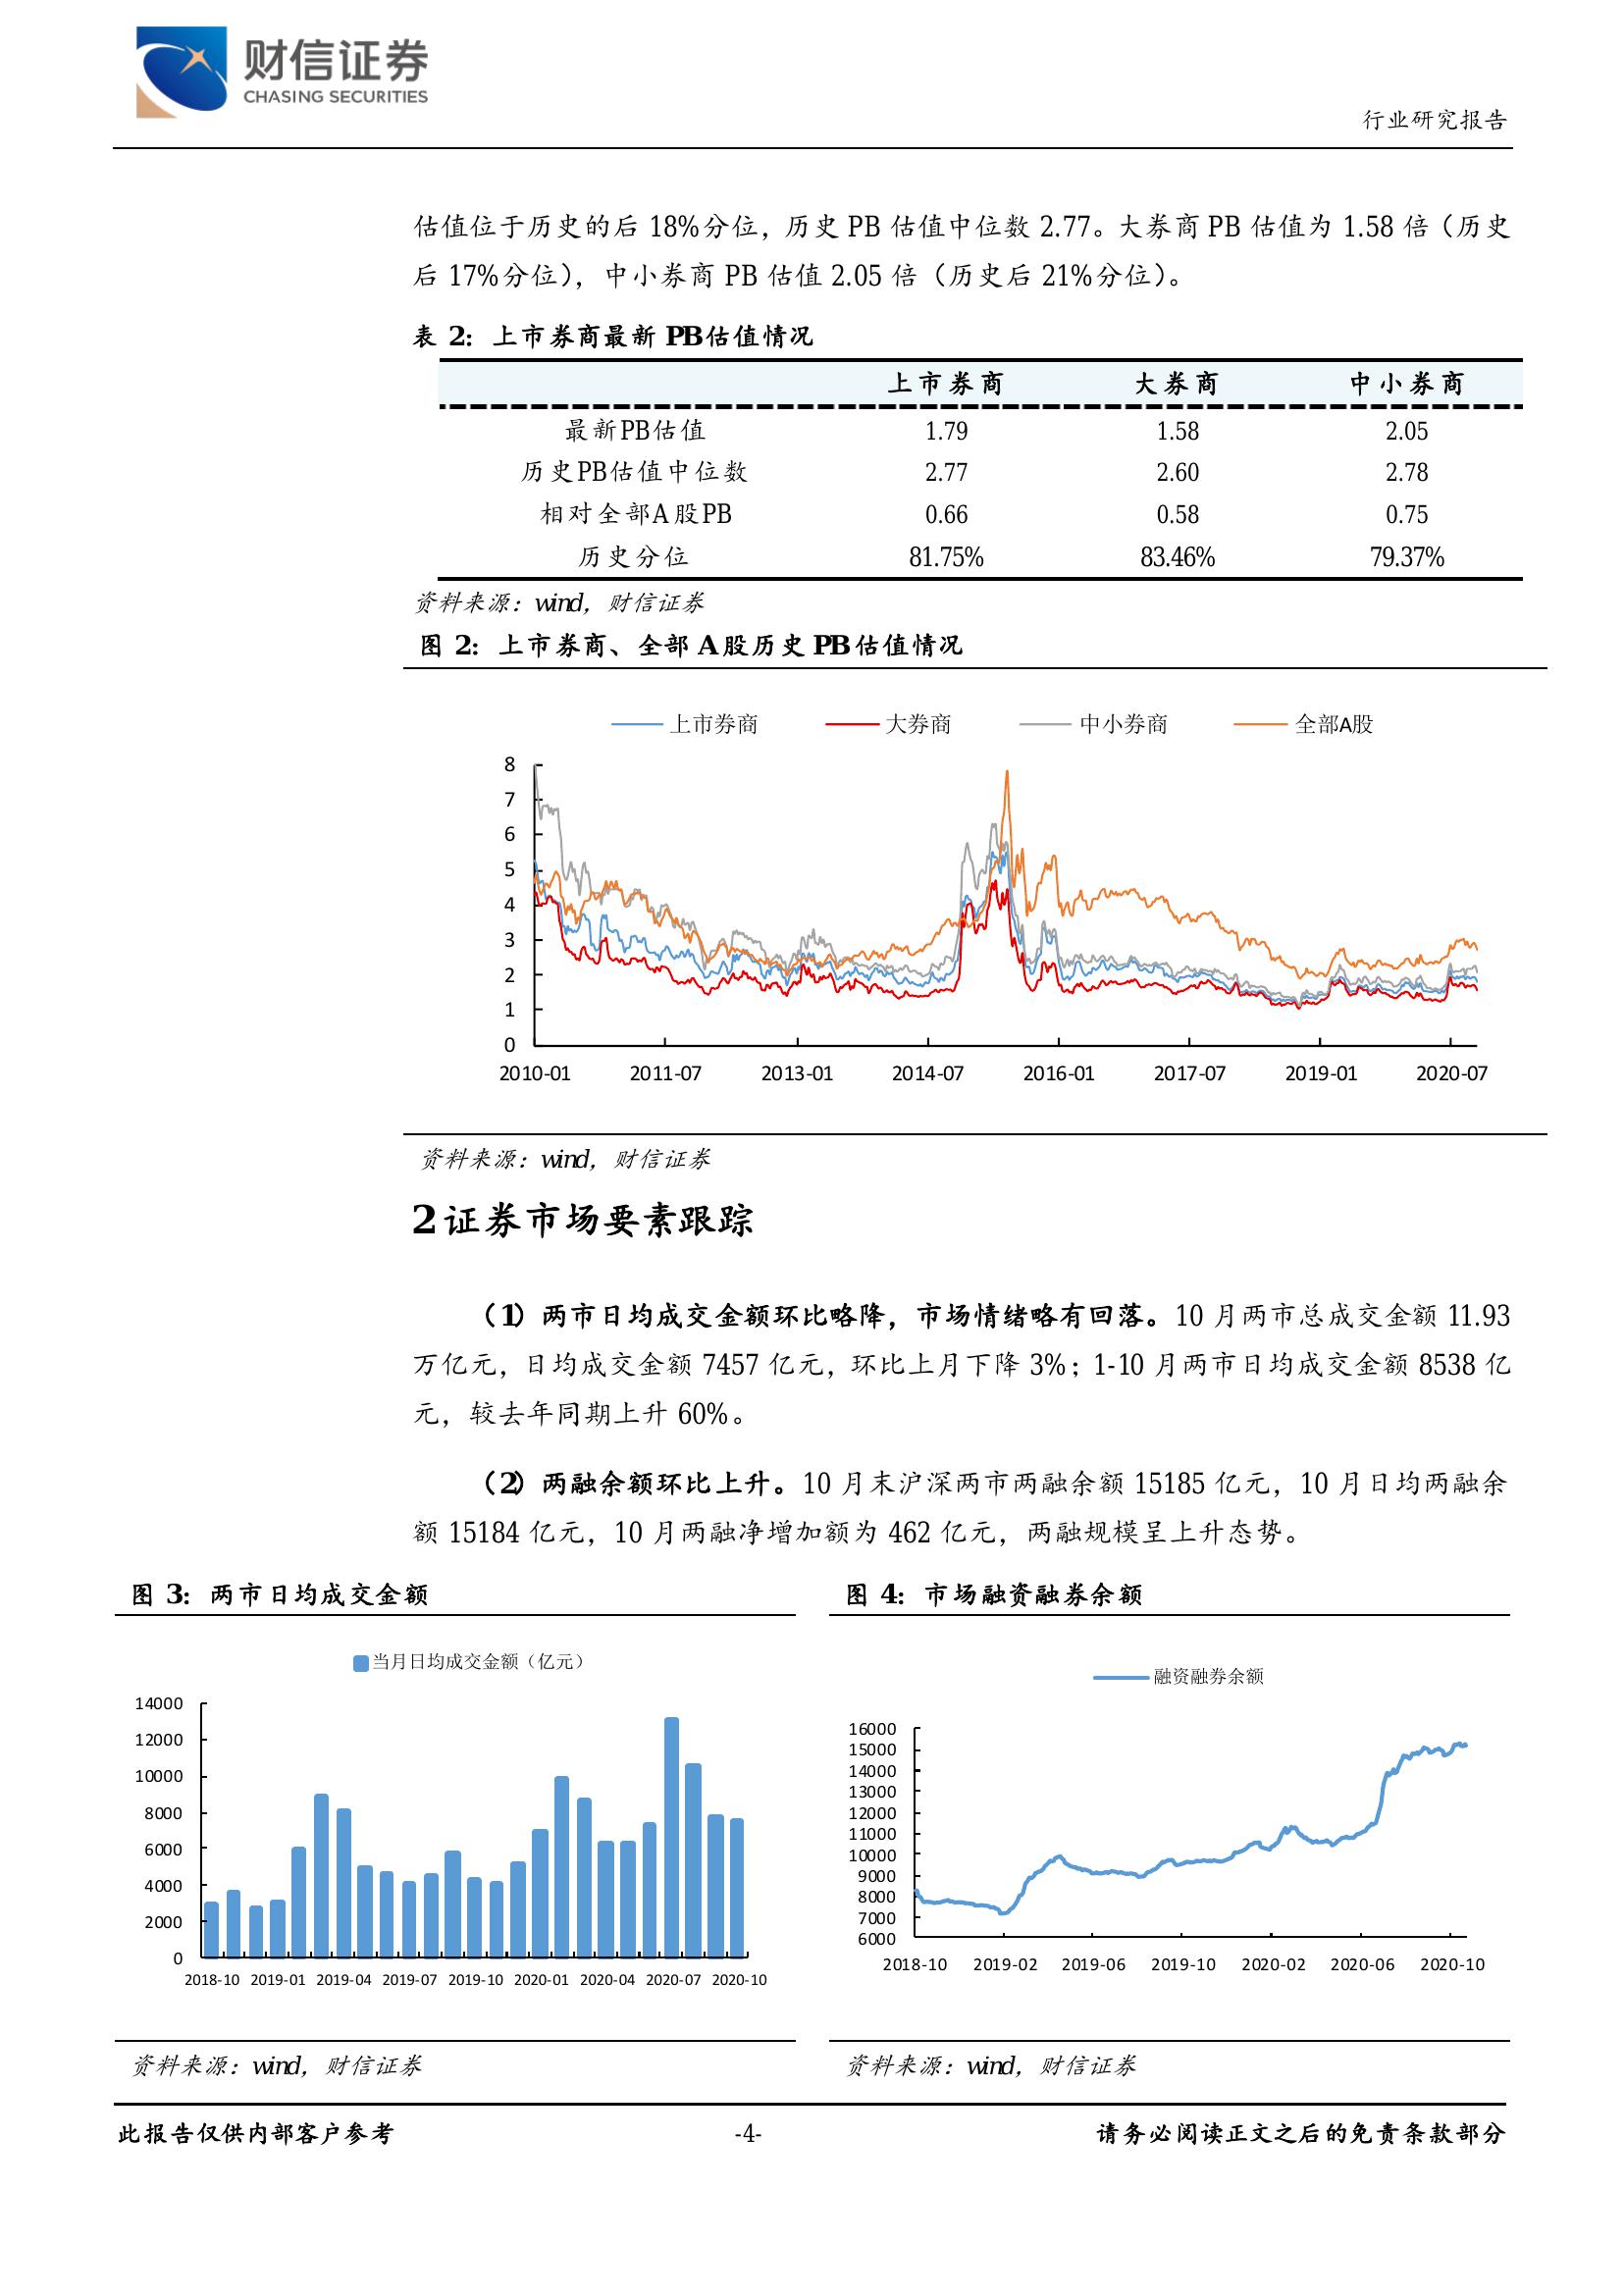 财信证券
CHASING SECURITIES
行业研究报告
估值位于历史的后 18%分位，历史 PB 估值中位数 2.77。大券商 PB 估值为 1.58 倍（历史
后 17%分位），中小券商 PB 估值 2.05 倍（历史后 21%分位）。
表 2：上市券商最新 PB 估值情况
上市券商 大券商 中小券商
最新PB估值 1.79 1.58 2.05
历史PB估值中位数 2.77 2.60 2.78
相对全部A股PB 0.66 0.58 0.75
历史分位 81.75% 83.46% 79.37%
资料来源：wind，财信证券
图 2：上市券商、全部 A 股历史 PB 估值情况
上市券商 大券商 中小券商 全部A股
8
7
6
5
4
3
2
1
0
2010-01 2011-07 2013-01 2014-07 2016-01 2017-07 2019-01 2020-07
资料来源：wind，财信证券
2 证券市场要素跟踪
（1）两市日均成交金额环比略降，市场情绪略有回落。10 月两市总成交金额 11.93
万亿元，日均成交金额 7457 亿元，环比上月下降 3%；1-10 月两市日均成交金额 8538 亿
元，较去年同期上升 60%。
（2）两融余额环比上升。10 月末沪深两市两融余额 15185 亿元，10 月日均两融余
额 15184 亿元，10 月两融净增加额为 462 亿元，两融规模呈上升态势。
图 3：两市日均成交金额
当月日均成交金额（亿元）
14000
12000
10000
8000
6000
4000
2000
0
2018-10 2019-01 2019-04 2019-07 2019-10 2020-01 2020-04 2020-07 2020-10
资料来源：wind，财信证券
图 4：市场融资融券余额
融资融券余额
16000
15000
14000
13000
12000
11000
10000
9000
8000
7000
6000
2018-10 2019-02 2019-06 2019-10 2020-02 2020-06 2020-10
资料来源：wind，财信证券
此报告仅供内部客户参考 -4- 请务必阅读正文之后的免责条款部分